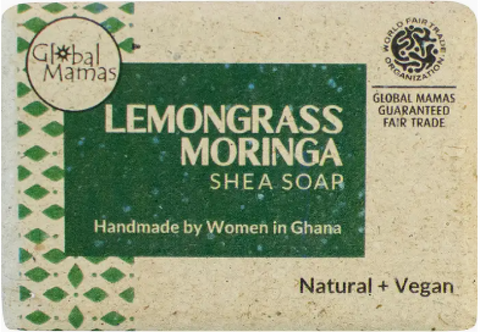 Global
Mamas
WORLD FAIR TRADE
ORGANIZATION
GLOBAL MAMAS
GUARANTEED
FAIR TRADE
LEMONGRASS
MORINGA
SHEA SOAP
Handmade by Women in Ghana
Natural + Vegan